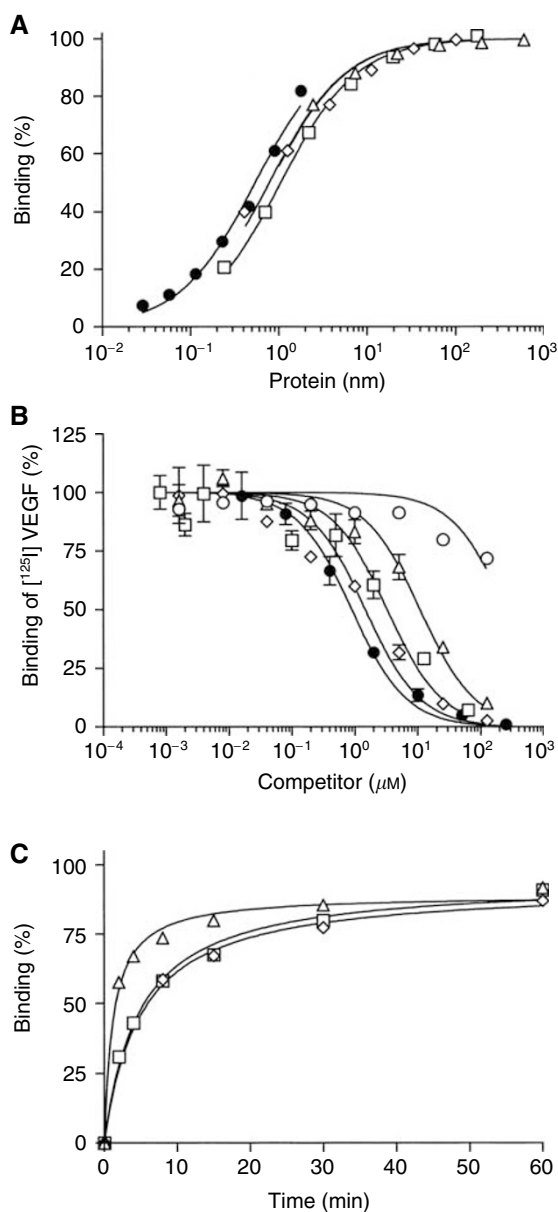 A
100
80
60
40
20
0
Binding (%)
10⁻² 10⁻¹ 10⁰ 10¹ 10² 10³
Protein (nm)
B
125
100
75
50
25
0
Binding of [¹²⁵I] VEGF (%)
10⁻⁴ 10⁻³ 10⁻² 10⁻¹ 10⁰ 10¹ 10² 10³
Competitor (μM)
C
100
75
50
25
0
Binding (%)
0 10 20 30 40 50 60
Time (min)